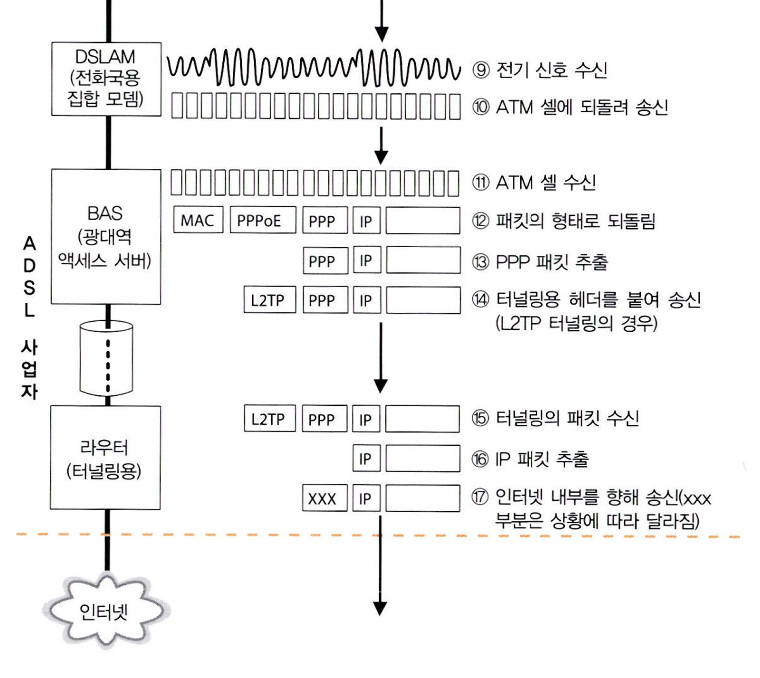 DSLAM
(전화국용
집합 모뎀)
⑨ 전기 신호 수신
⑩ ATM 셀에 되돌려 송신
BAS
(광대역
액세스 서버)
⑪ ATM 셀 수신
MAC PPPoE PPP IP
⑫ 패킷의 형태로 되돌림
PPP IP
⑬ PPP 패킷 추출
L2TP PPP IP
⑭ 터널링용 헤더를 붙여 송신
(L2TP 터널링의 경우)
ADSL 사업자
라우터
(터널링용)
L2TP PPP IP
⑮ 터널링의 패킷 수신
IP
⑯ IP 패킷 추출
XXX IP
⑰ 인터넷 내부를 향해 송신(xxx
부분은 상황에 따라 달라짐)
인터넷